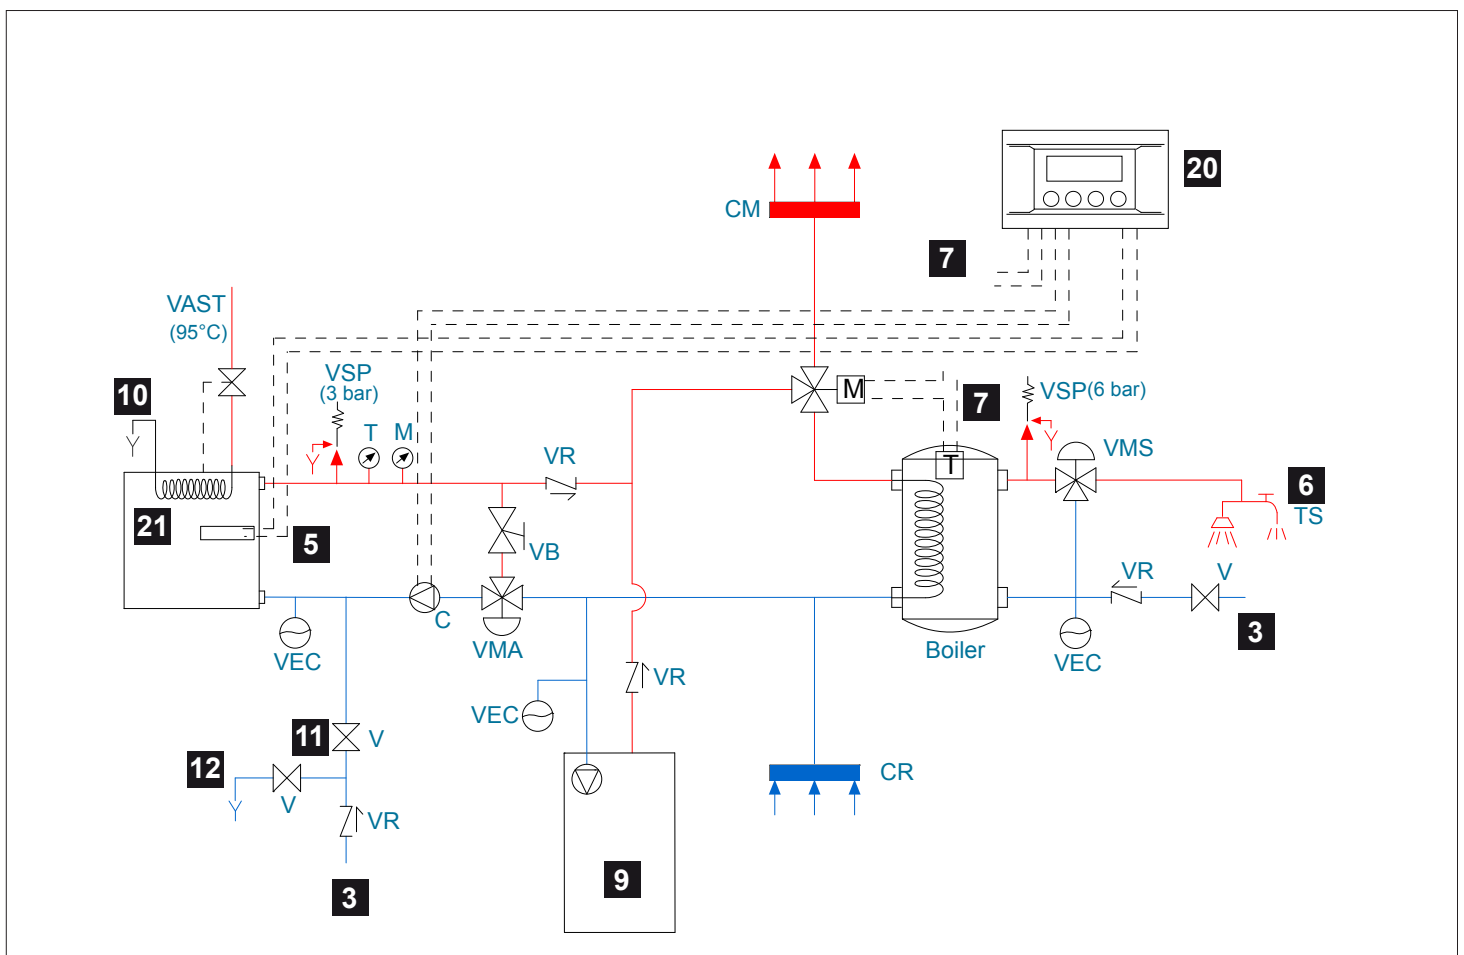 20
CM
7
VAST
(95°C)
VSP
(3 bar)
10
T
M
M
7
VSP(6 bar)
VMS
VR
T
6
TS
21
5
VB
VR
V
C
VMA
Boiler
3
VEC
VEC
VR
VEC
11
V
12
V
CR
VR
9
3